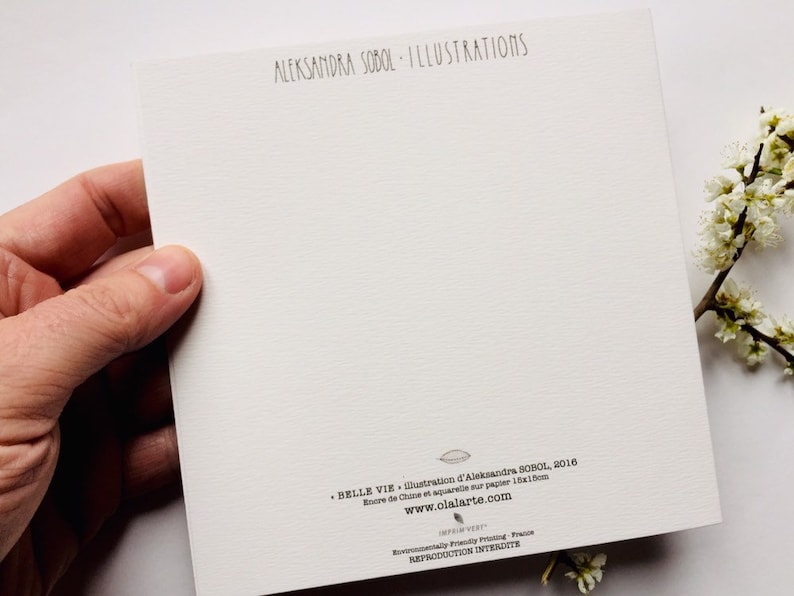 ALEKSANDRA SOBOL · ILLUSTRATIONS
« BELLE VIE » illustration d'Aleksandra SOBOL, 2016
Encre de Chine et aquarelle sur papier 15x15cm
www.olalarte.com
IMPRIM'VERT®
Environmentally-Friendly Printing - France
REPRODUCTION INTERDITE